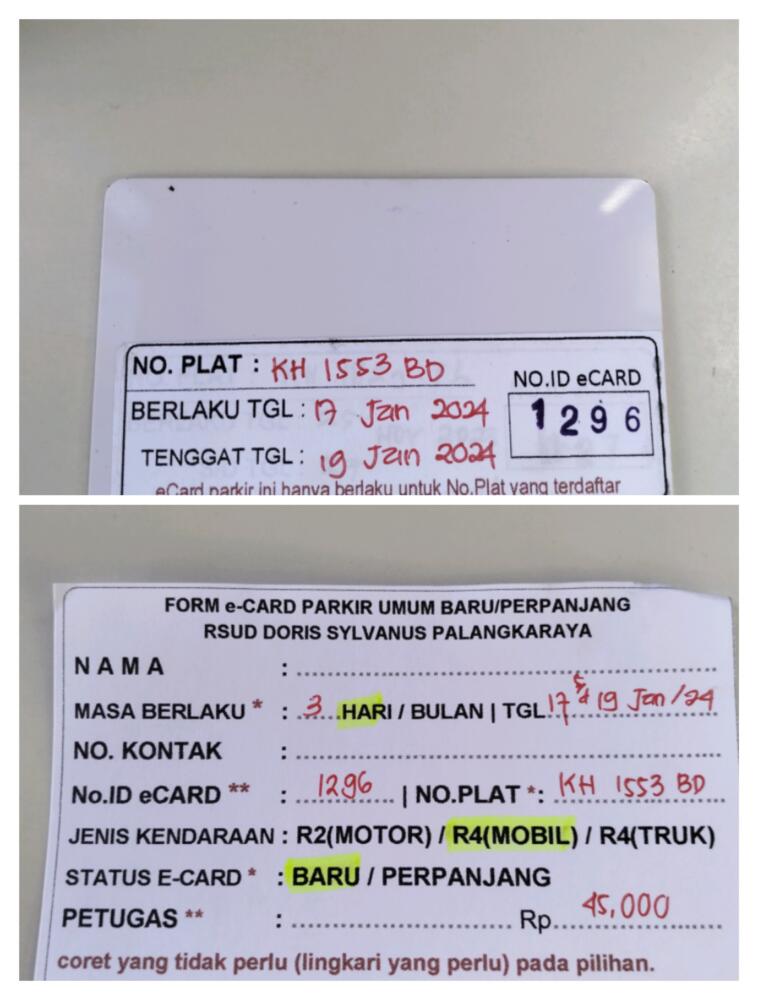 NO. PLAT : KH 1553 BD
NO.ID eCARD
BERLAKU TGL : 17 Jan 2024
1296
TENGGAT TGL : 19 Jan 2024
eCard parkir ini hanya berlaku untuk No.Plat yang terdaftar
FORM e-CARD PARKIR UMUM BARU/PERPANJANG
RSUD DORIS SYLVANUS PALANGKARAYA
NAMA :
MASA BERLAKU * : 3 HARI / BULAN | TGL 17 s/d 19 Jan /24
NO. KONTAK :
No.ID eCARD ** : 1296 | NO.PLAT *: KH 1553 BD
JENIS KENDARAAN : R2(MOTOR) / R4(MOBIL) / R4(TRUK)
STATUS E-CARD * : BARU / PERPANJANG
PETUGAS ** : Rp 45,000
coret yang tidak perlu (lingkari yang perlu) pada pilihan.